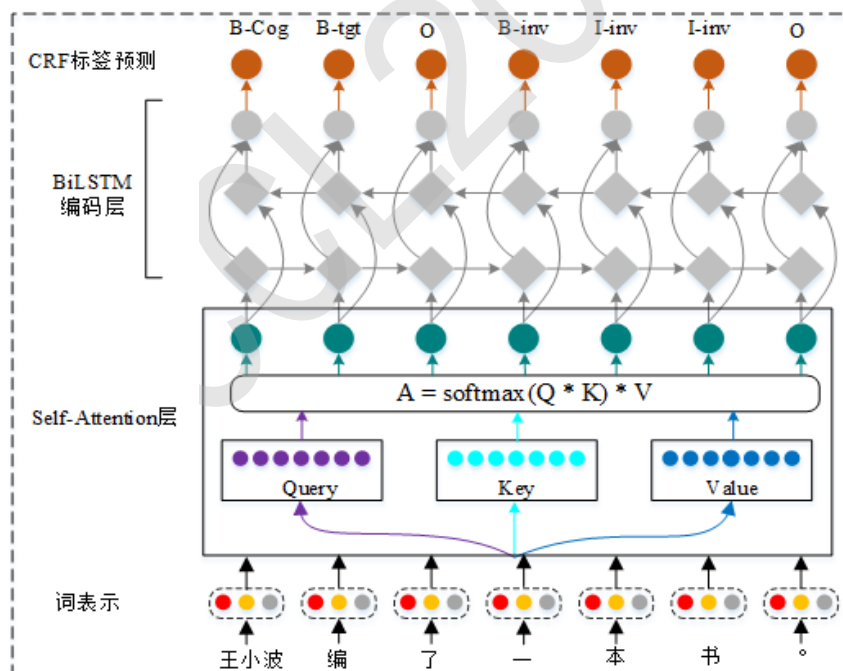 B-Cog B-tgt O B-inv I-inv I-inv O
CRF标签预测
BiLSTM
编码层
A = softmax(Q * K) * V
Self-Attention层
Query Key Value
词表示
王小波 编 了 一 本 书 。